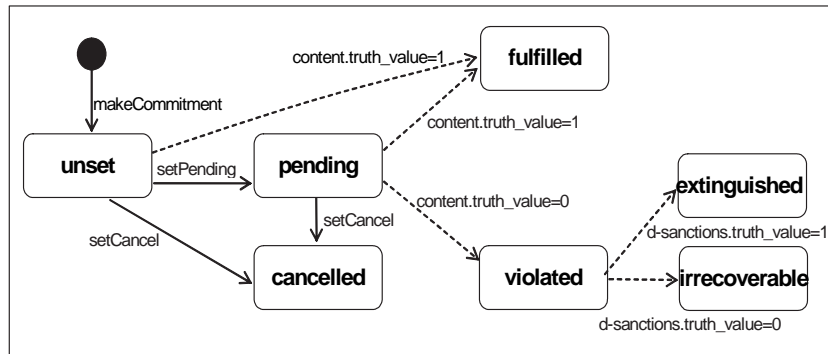 content.truth_value=1
fulfilled
makeCommitment
content.truth_value=1
unset
setPending
pending
extinguished
content.truth_value=0
setCancel
d-sanctions.truth_value=1
setCancel
cancelled
violated
irrecoverable
d-sanctions.truth_value=0